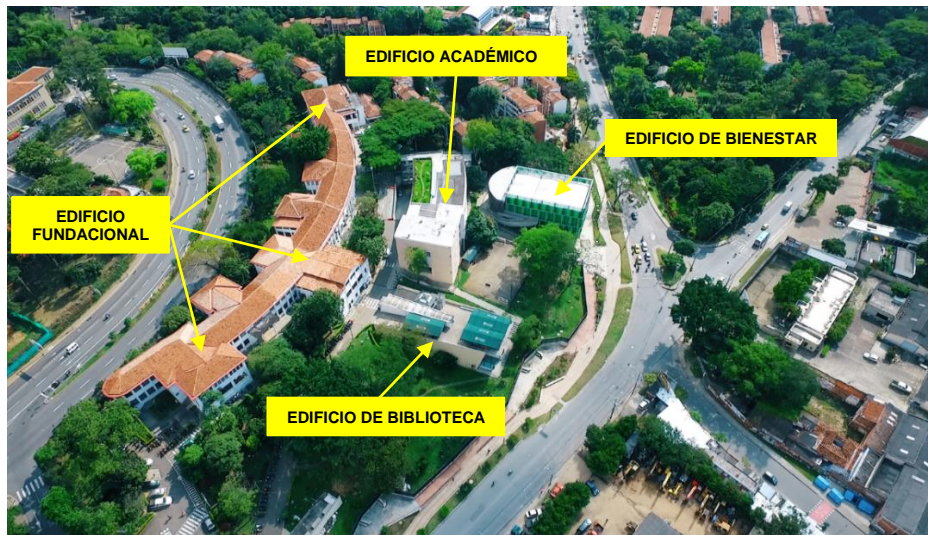 EDIFICIO ACADÉMICO
EDIFICIO DE BIENESTAR
EDIFICIO
FUNDACIONAL
EDIFICIO DE BIBLIOTECA